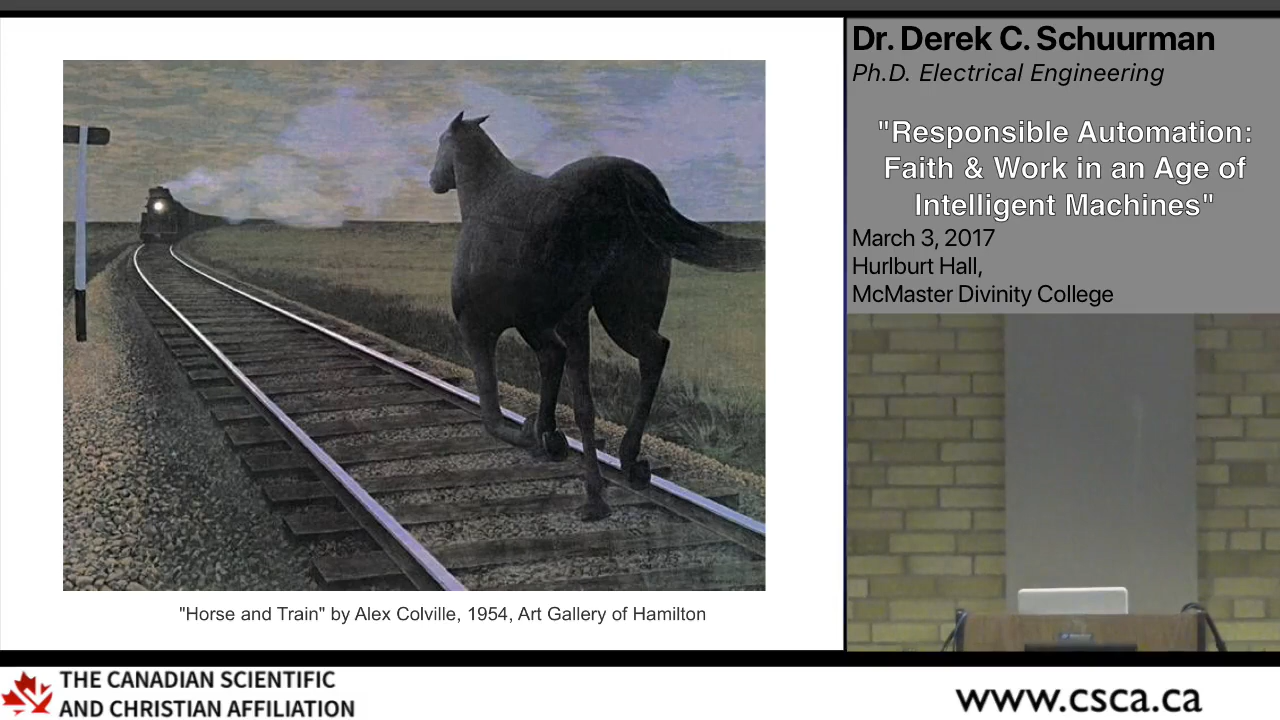 Dr. Derek C. Schuurman
Ph.D. Electrical Engineering
"Responsible Automation:
Faith & Work in an Age of
Intelligent Machines"
March 3, 2017
Hurlburt Hall,
McMaster Divinity College
"Horse and Train" by Alex Colville, 1954, Art Gallery of Hamilton
THE CANADIAN SCIENTIFIC
AND CHRISTIAN AFFILIATION
www.csca.ca